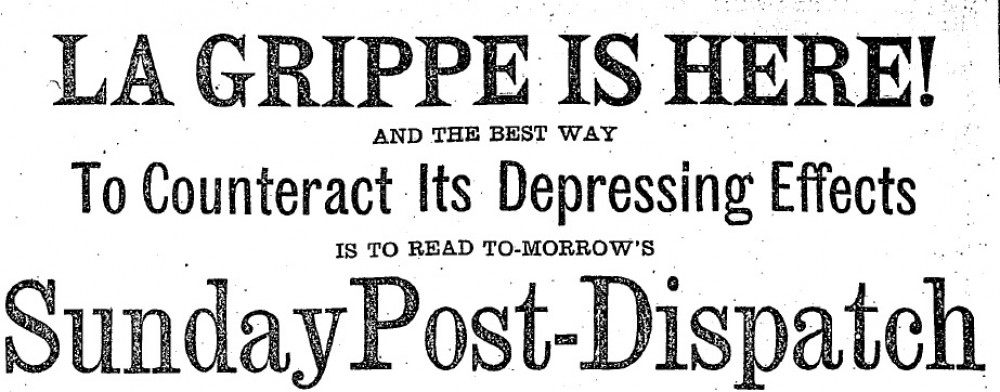 LA GRIPPE IS HERE!
AND THE BEST WAY
To Counteract Its Depressing Effects
IS TO READ TO-MORROW'S
Sunday Post-Dispatch